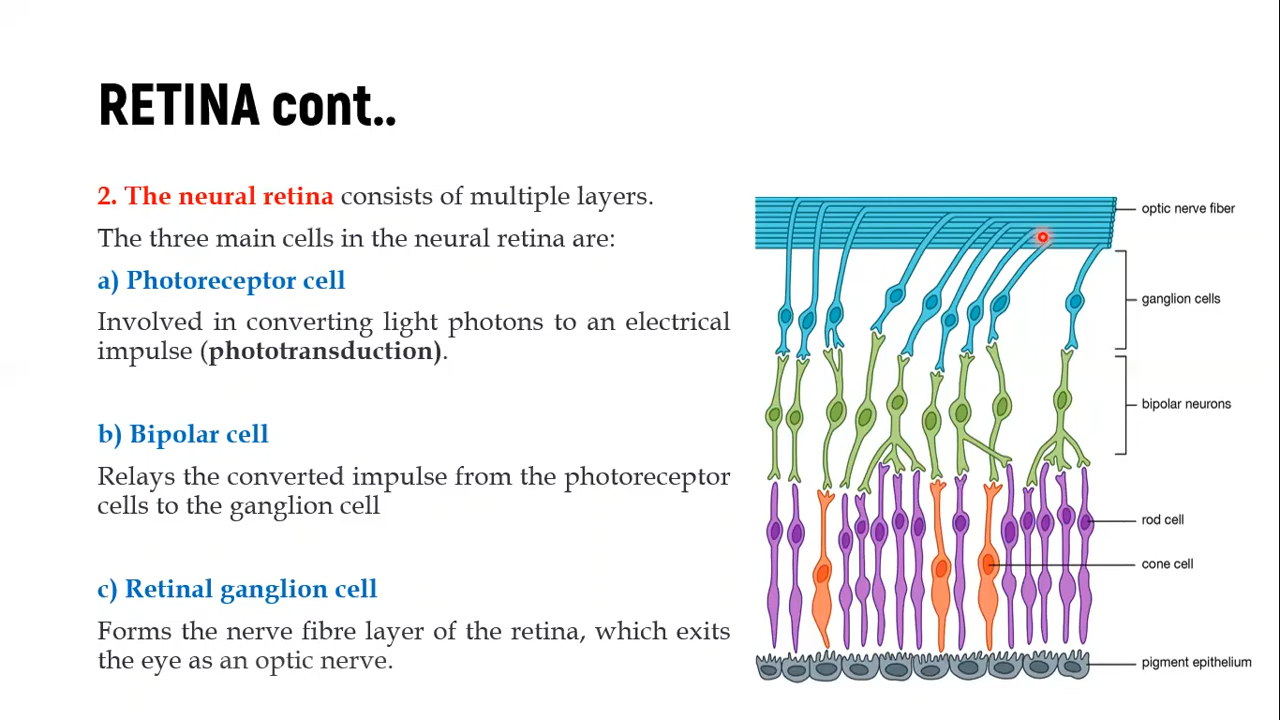 RETINA cont..
2. The neural retina consists of multiple layers.
The three main cells in the neural retina are:
a) Photoreceptor cell
Involved in converting light photons to an electrical
impulse (phototransduction).
b) Bipolar cell
Relays the converted impulse from the photoreceptor
cells to the ganglion cell
c) Retinal ganglion cell
Forms the nerve fibre layer of the retina, which exits
the eye as an optic nerve.
optic nerve fiber
ganglion cells
bipolar neurons
rod cell
cone cell
pigment epithelium